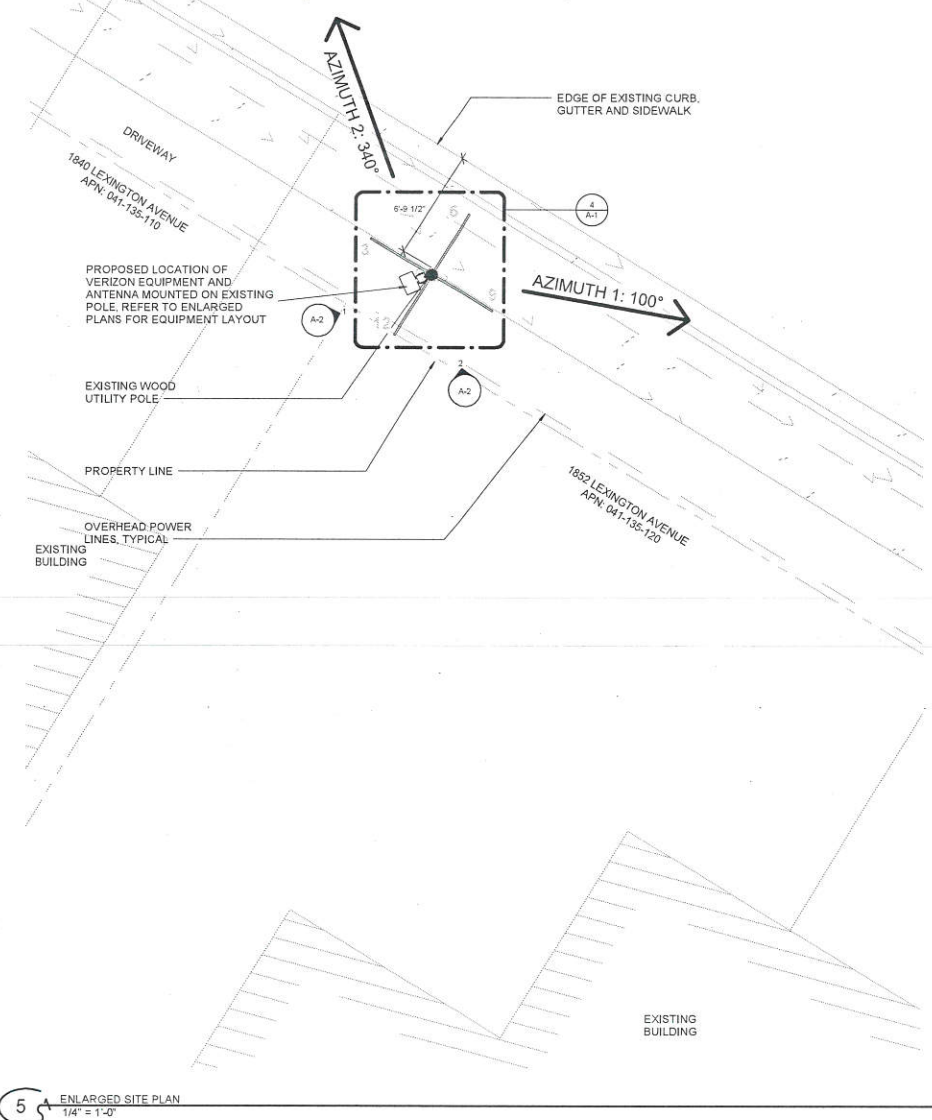 AZIMUTH 2: 340°
EDGE OF EXISTING CURB,
GUTTER AND SIDEWALK
DRIVEWAY
1840 LEXINGTON AVENUE
APN: 041-135-110
6'-9 1/2"
6
4
A-1
3
PROPOSED LOCATION OF
VERIZON EQUIPMENT AND
ANTENNA MOUNTED ON EXISTING
POLE, REFER TO ENLARGED
PLANS FOR EQUIPMENT LAYOUT
9
AZIMUTH 1: 100°
1
A-2
12
2
A-2
EXISTING WOOD
UTILITY POLE
PROPERTY LINE
1852 LEXINGTON AVENUE
APN: 041-135-120
OVERHEAD POWER
LINES, TYPICAL
EXISTING
BUILDING
EXISTING
BUILDING
5
ENLARGED SITE PLAN
1/4" = 1'-0"